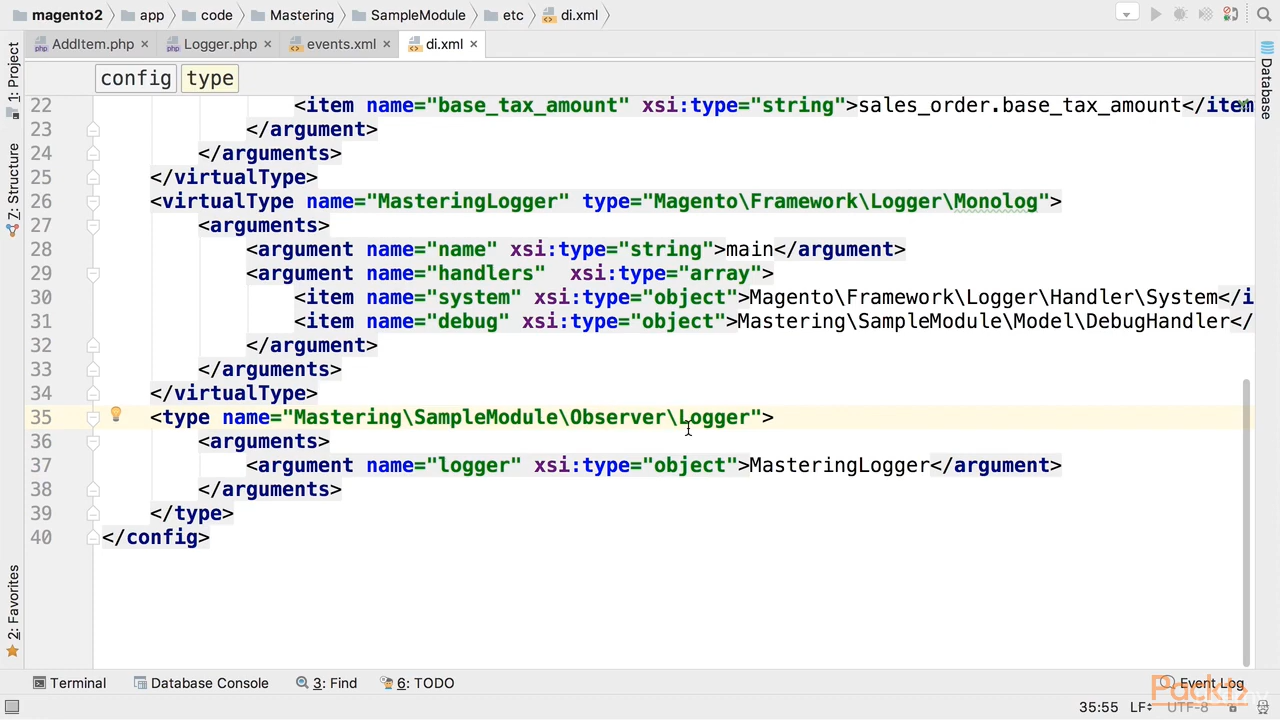 magento2 app code Mastering SampleModule etc di.xml
AddItem.php Logger.php events.xml di.xml
config type
22 <item name="base_tax_amount" xsi:type="string">sales_order.base_tax_amount</item
23 </argument>
24 </arguments>
25 </virtualType>
26 <virtualType name="MasteringLogger" type="Magento\Framework\Logger\Monolog">
27 <arguments>
28 <argument name="name" xsi:type="string">main</argument>
29 <argument name="handlers"  xsi:type="array">
30 <item name="system" xsi:type="object">Magento\Framework\Logger\Handler\System</i
31 <item name="debug" xsi:type="object">Mastering\SampleModule\Model\DebugHandler</
32 </argument>
33 </arguments>
34 </virtualType>
35 <type name="Mastering\SampleModule\Observer\Logger">
36 <arguments>
37 <argument name="logger" xsi:type="object">MasteringLogger</argument>
38 </arguments>
39 </type>
40 </config>
1: Project
7: Structure
2: Favorites
Database
Terminal Database Console 3: Find 6: TODO Event Log
35:55 LF UTF-8
Packt